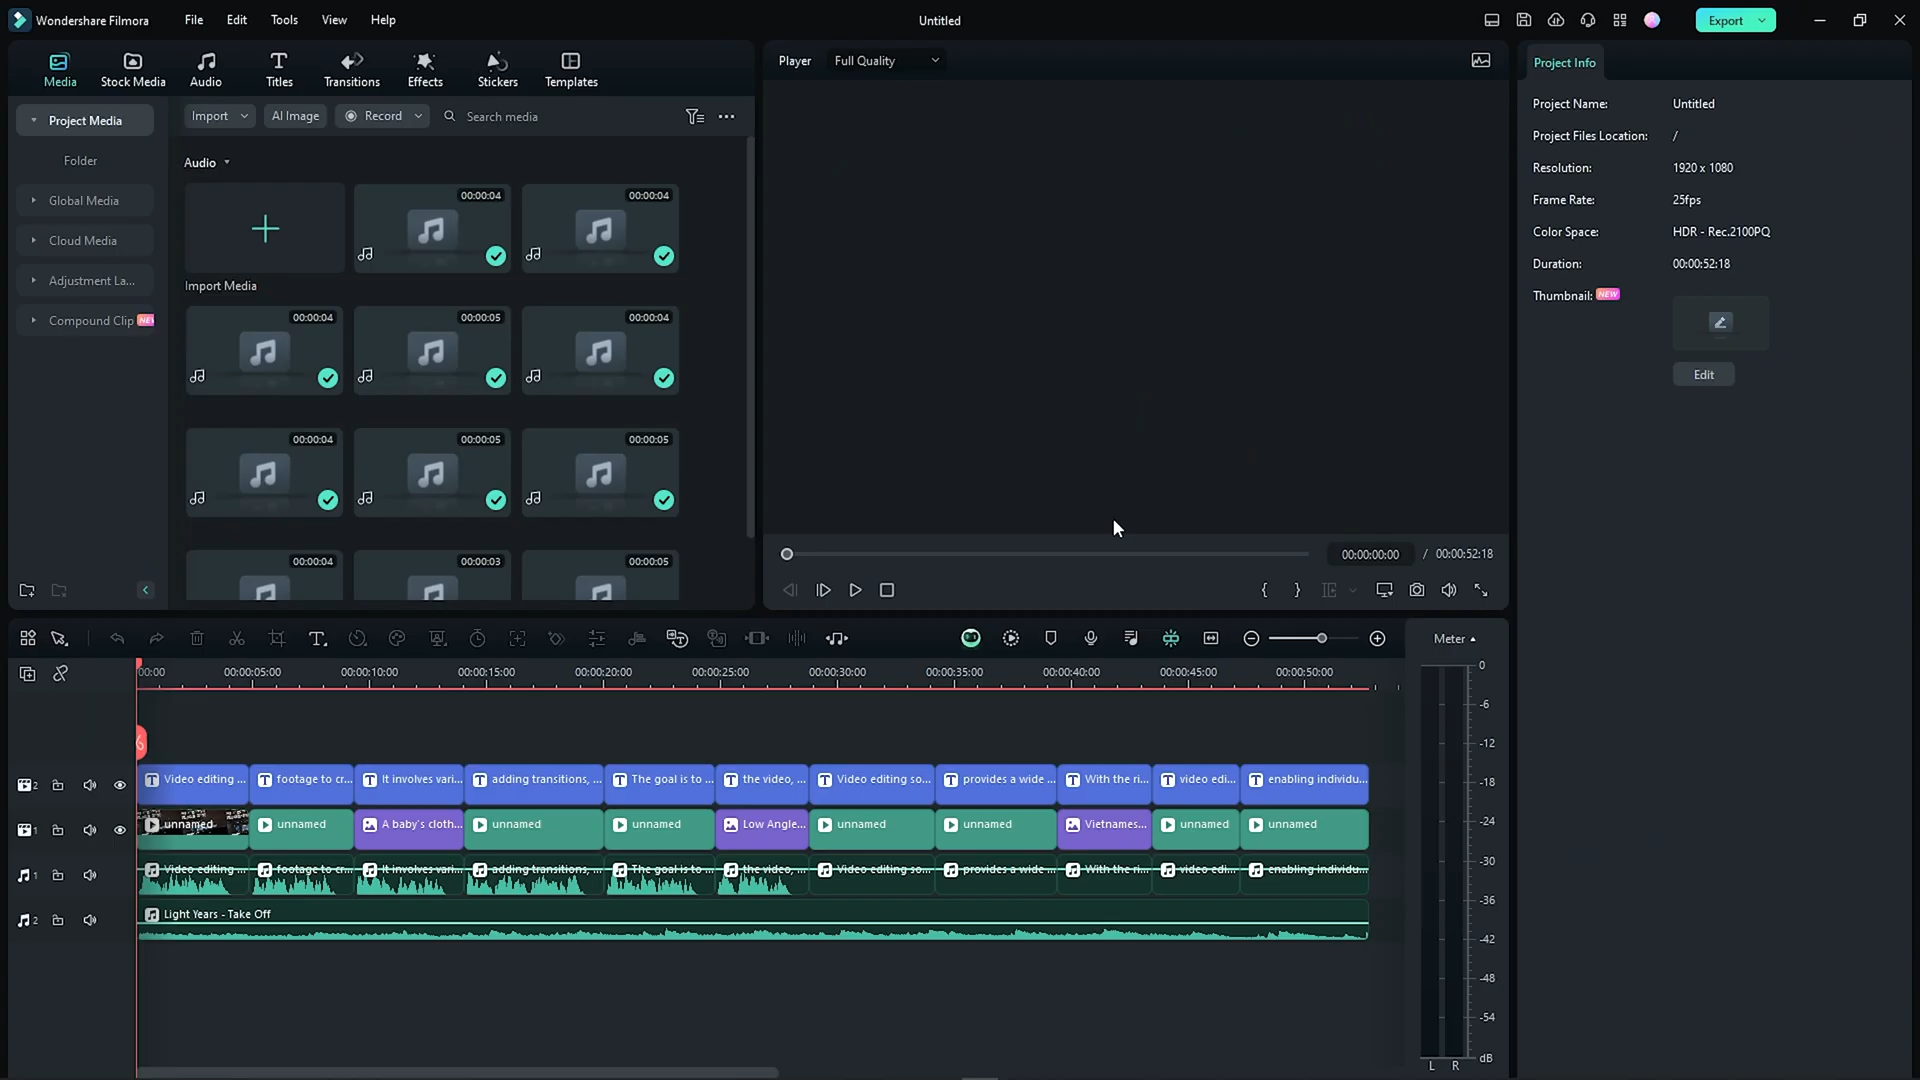 Wondershare Filmora
File Edit Tools View Help
Untitled
Export
Media
Stock Media
Audio
Titles
Transitions
Effects
Stickers
Templates
Player
Full Quality
Project Info
Project Media
Folder
Global Media
Cloud Media
Adjustment La...
Compound Clip
Import
AI Image
Record
Search media
Audio
00:00:04
00:00:04
Import Media
00:00:04
00:00:05
00:00:04
00:00:04
00:00:05
00:00:05
00:00:04
00:00:03
00:00:05
00:00:00:00 / 00:00:52:18
Project Name: Untitled
Project Files Location: /
Resolution: 1920 x 1080
Frame Rate: 25fps
Color Space: HDR - Rec.2100PQ
Duration: 00:00:52:18
Thumbnail: NEW
Edit
Meter
00:00 00:00:05:00 00:00:10:00 00:00:15:00 00:00:20:00 00:00:25:00 00:00:30:00 00:00:35:00 00:00:40:00 00:00:45:00 00:00:50:00
2 Video editing ... footage to cr... It involves vari... adding transitions, ... The goal is to ... the video, ... Video editing so... provides a wide ... With the ri... video edi... enabling individu...
1 unnamed unnamed A baby's cloth... unnamed unnamed Low Angle... unnamed unnamed Vietnames... unnamed unnamed
1 Video editing ... footage to cr... It involves vari... adding transitions, ... The goal is to ... the video, ... Video editing so... provides a wide ... With the ri... video edi... enabling individu...
2 Light Years - Take Off
0
-6
-12
-18
-24
-30
-36
-42
-48
-54
dB
L R